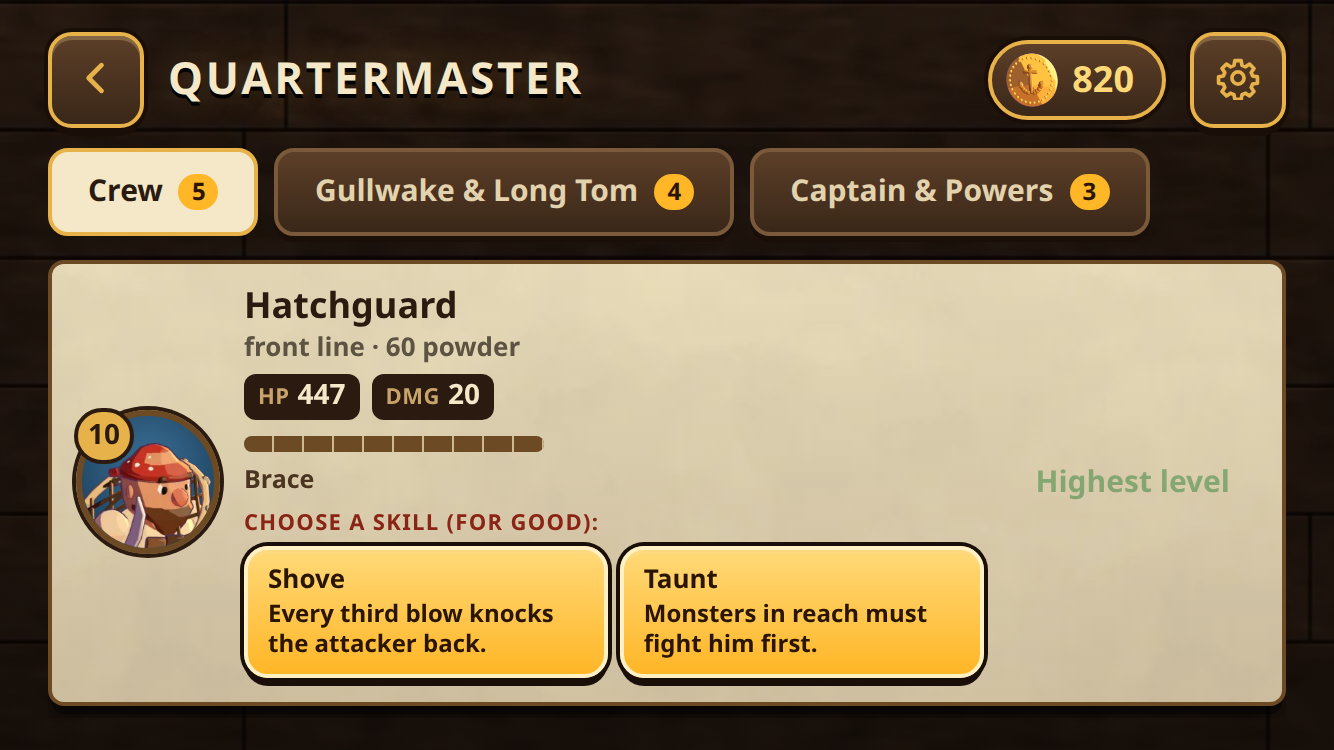 QUARTERMASTER
820
Crew 5
Gullwake & Long Tom 4
Captain & Powers 3
Hatchguard
front line · 60 powder
HP 447
DMG 20
10
Brace
Highest level
CHOOSE A SKILL (FOR GOOD):
Shove
Every third blow knocks
the attacker back.
Taunt
Monsters in reach must
fight him first.